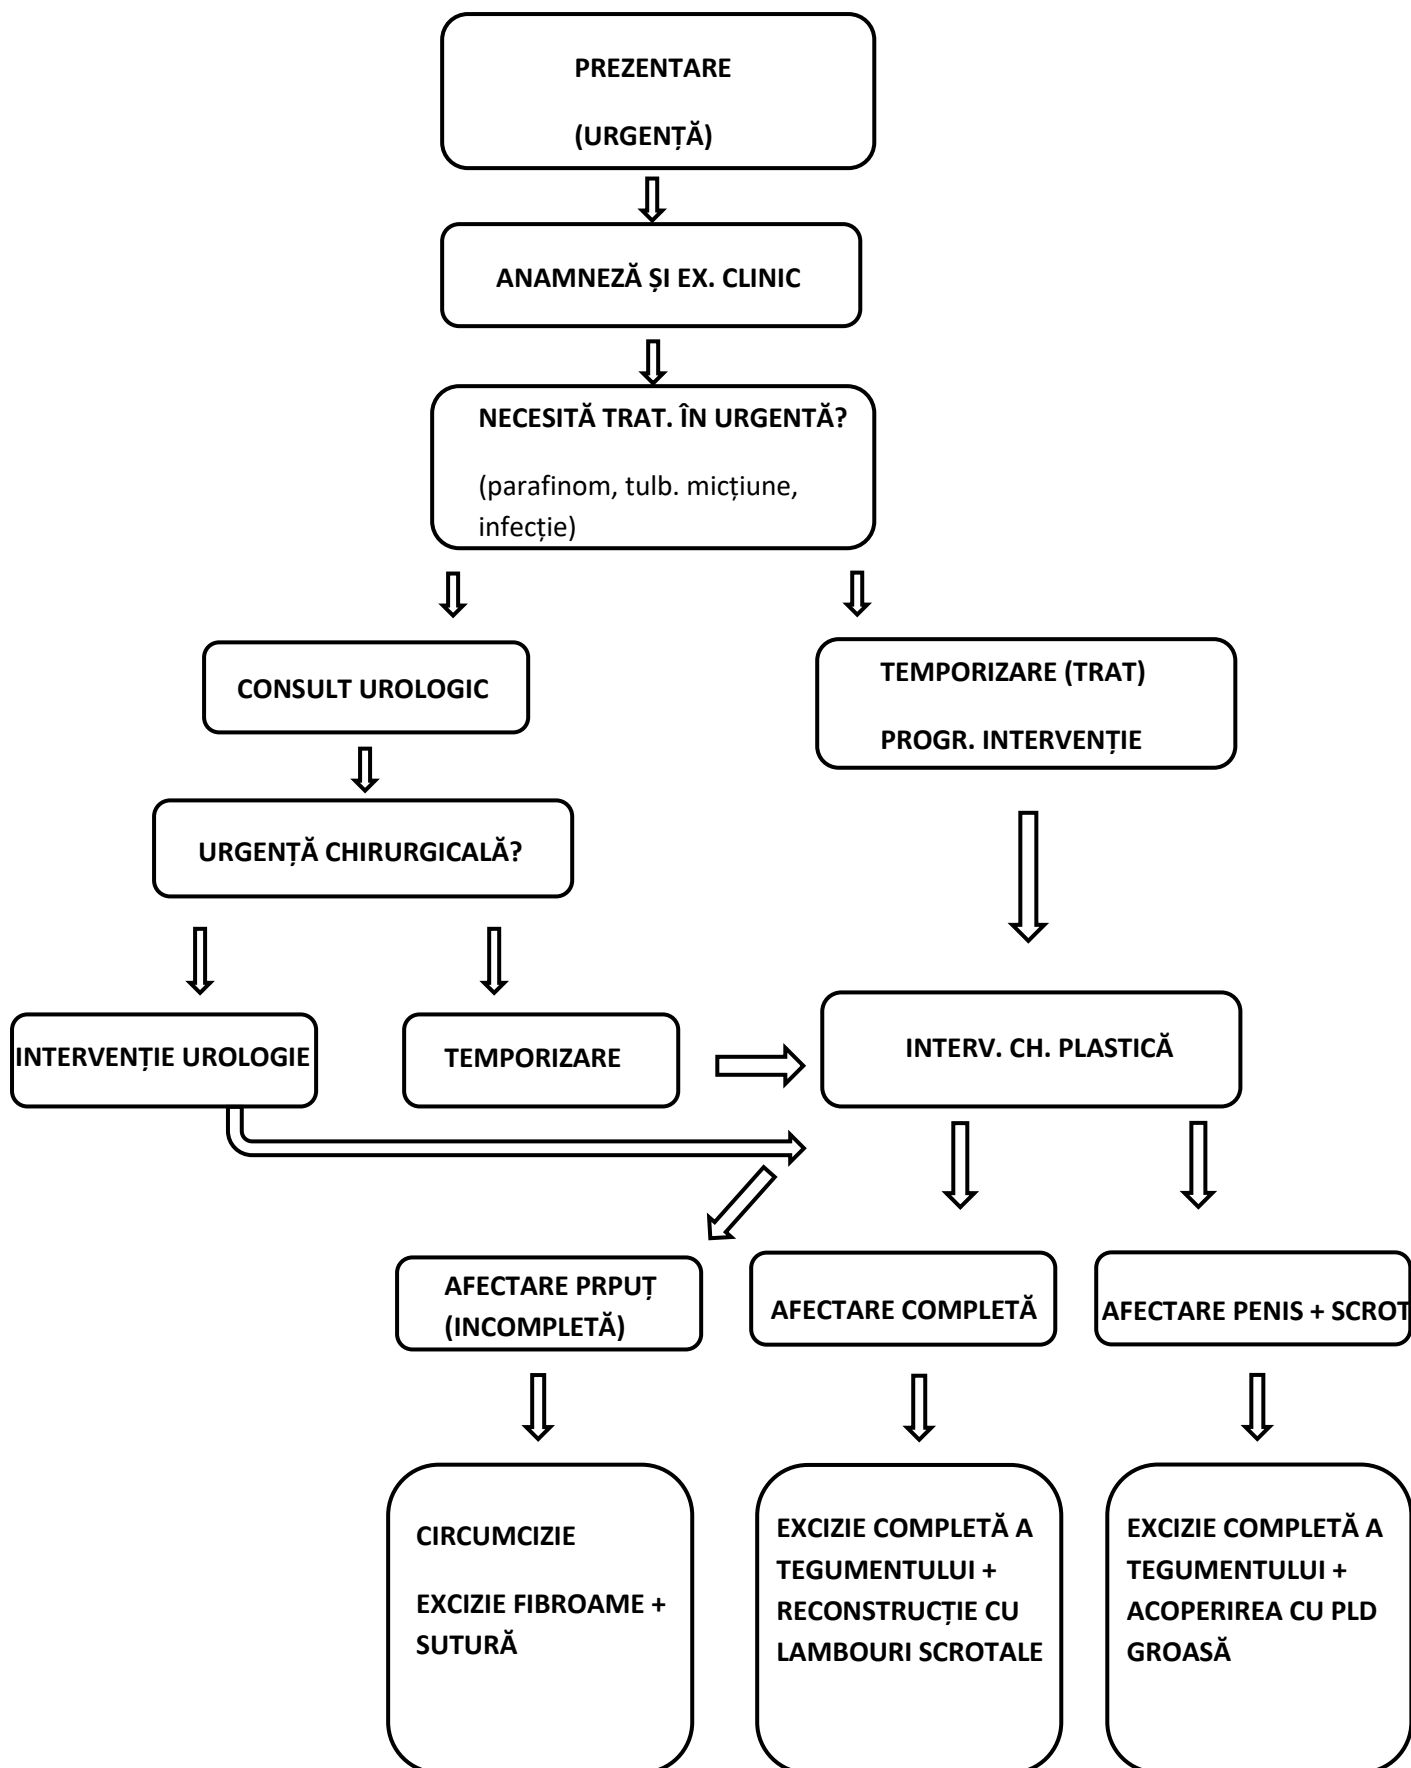 PREZENTARE
(URGENȚĂ)
ANAMNEZĂ ȘI EX. CLINIC
NECESITĂ TRAT. ÎN URGENTĂ?
(parafinom, tulb. micțiune,
infecție)
CONSULT UROLOGIC
TEMPORIZARE (TRAT)
PROGR. INTERVENȚIE
URGENȚĂ CHIRURGICALĂ?
INTERVENȚIE UROLOGIE
TEMPORIZARE
INTERV. CH. PLASTICĂ
AFECTARE PRPUȚ
(INCOMPLETĂ)
AFECTARE COMPLETĂ
AFECTARE PENIS + SCROT
CIRCUMCIZIE
EXCIZIE FIBROAME +
SUTURĂ
EXCIZIE COMPLETĂ A
TEGUMENTULUI +
RECONSTRUCȚIE CU
LAMBOURI SCROTALE
EXCIZIE COMPLETĂ A
TEGUMENTULUI +
ACOPERIREA CU PLD
GROASĂ